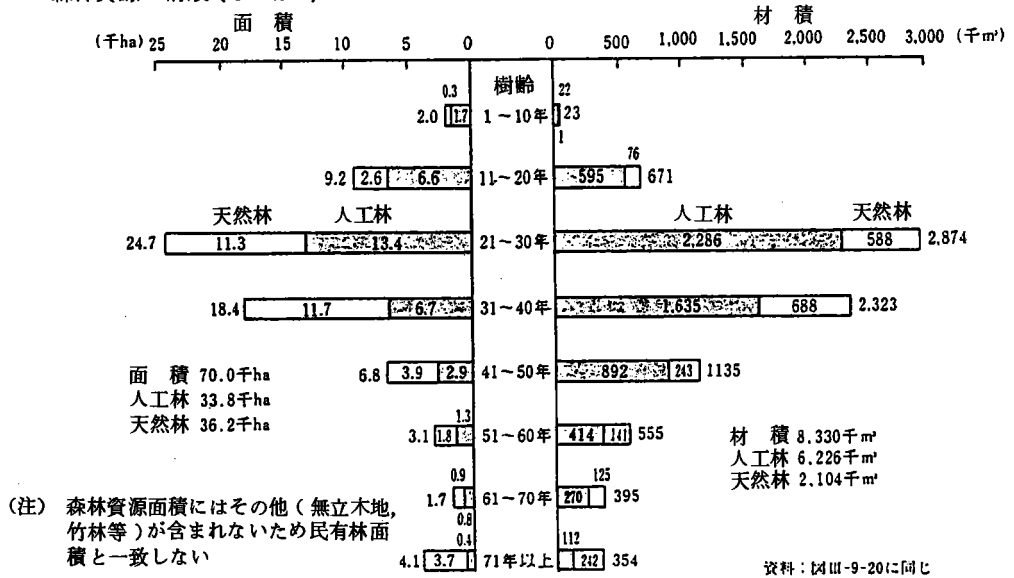 面 積
材 積
(千ha) 25 20 15 10 5 0
0 500 1,000 1,500 2,000 2,500 3,000 (千㎥)
樹齢
0.3
22
2.0 1.7 1～10年 23
1
76
9.2 2.6 6.6 11～20年 595 671
天然林 人工林
人工林 天然林
24.7 11.3 13.4 21～30年 2,286 588 2,874
18.4 11.7 6.7 31～40年 1,635 688 2.323
6.8 3.9 2.9 41～50年 892 243 1135
面 積 70.0千ha
人工林 33.8千ha
天然林 36.2千ha
1.3
3.1 1.8 51～60年 414 141 555
材 積 8,330千㎥
人工林 6,226千㎥
天然林 2,104千㎥
0.9
125
1.7 61～70年 270 395
0.8
(注) 森林資源面積にはその他（無立木地,
竹林等）が含まれないため民有林面
積と一致しない
0.4
112
4.1 3.7 71年以上 242 354
資料：図Ⅲ-9-20に同じ